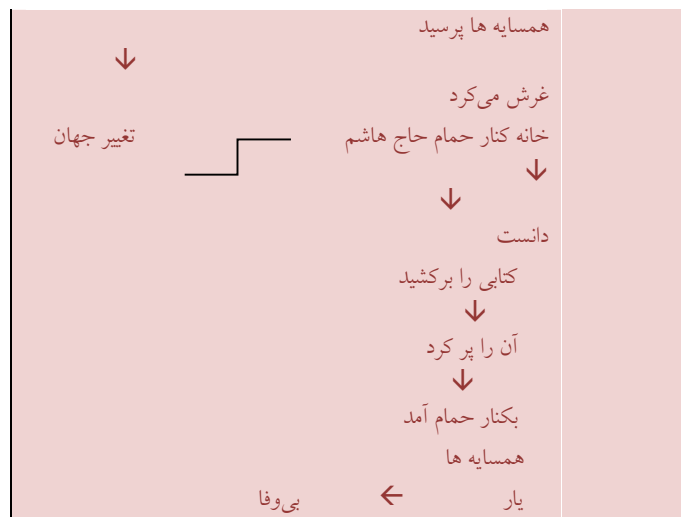 همسایه ها پرسید
↓
غرش می‌کرد
خانه کنار حمام حاج هاشم تغییر جهان
↓
↓
دانست
کتابی را برکشید
↓
آن را پر کرد
↓
بکنار حمام آمد
همسایه ها
یار ← بی‌وفا